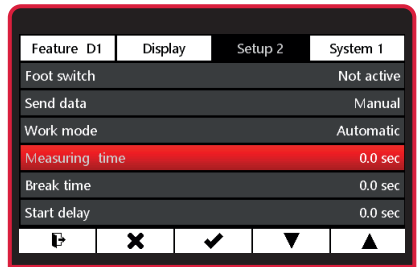 Feature D1 Display Setup 2 System 1
Foot switch Not active
Send data Manual
Work mode Automatic
Measuring time 0.0 sec
Break time 0.0 sec
Start delay 0.0 sec